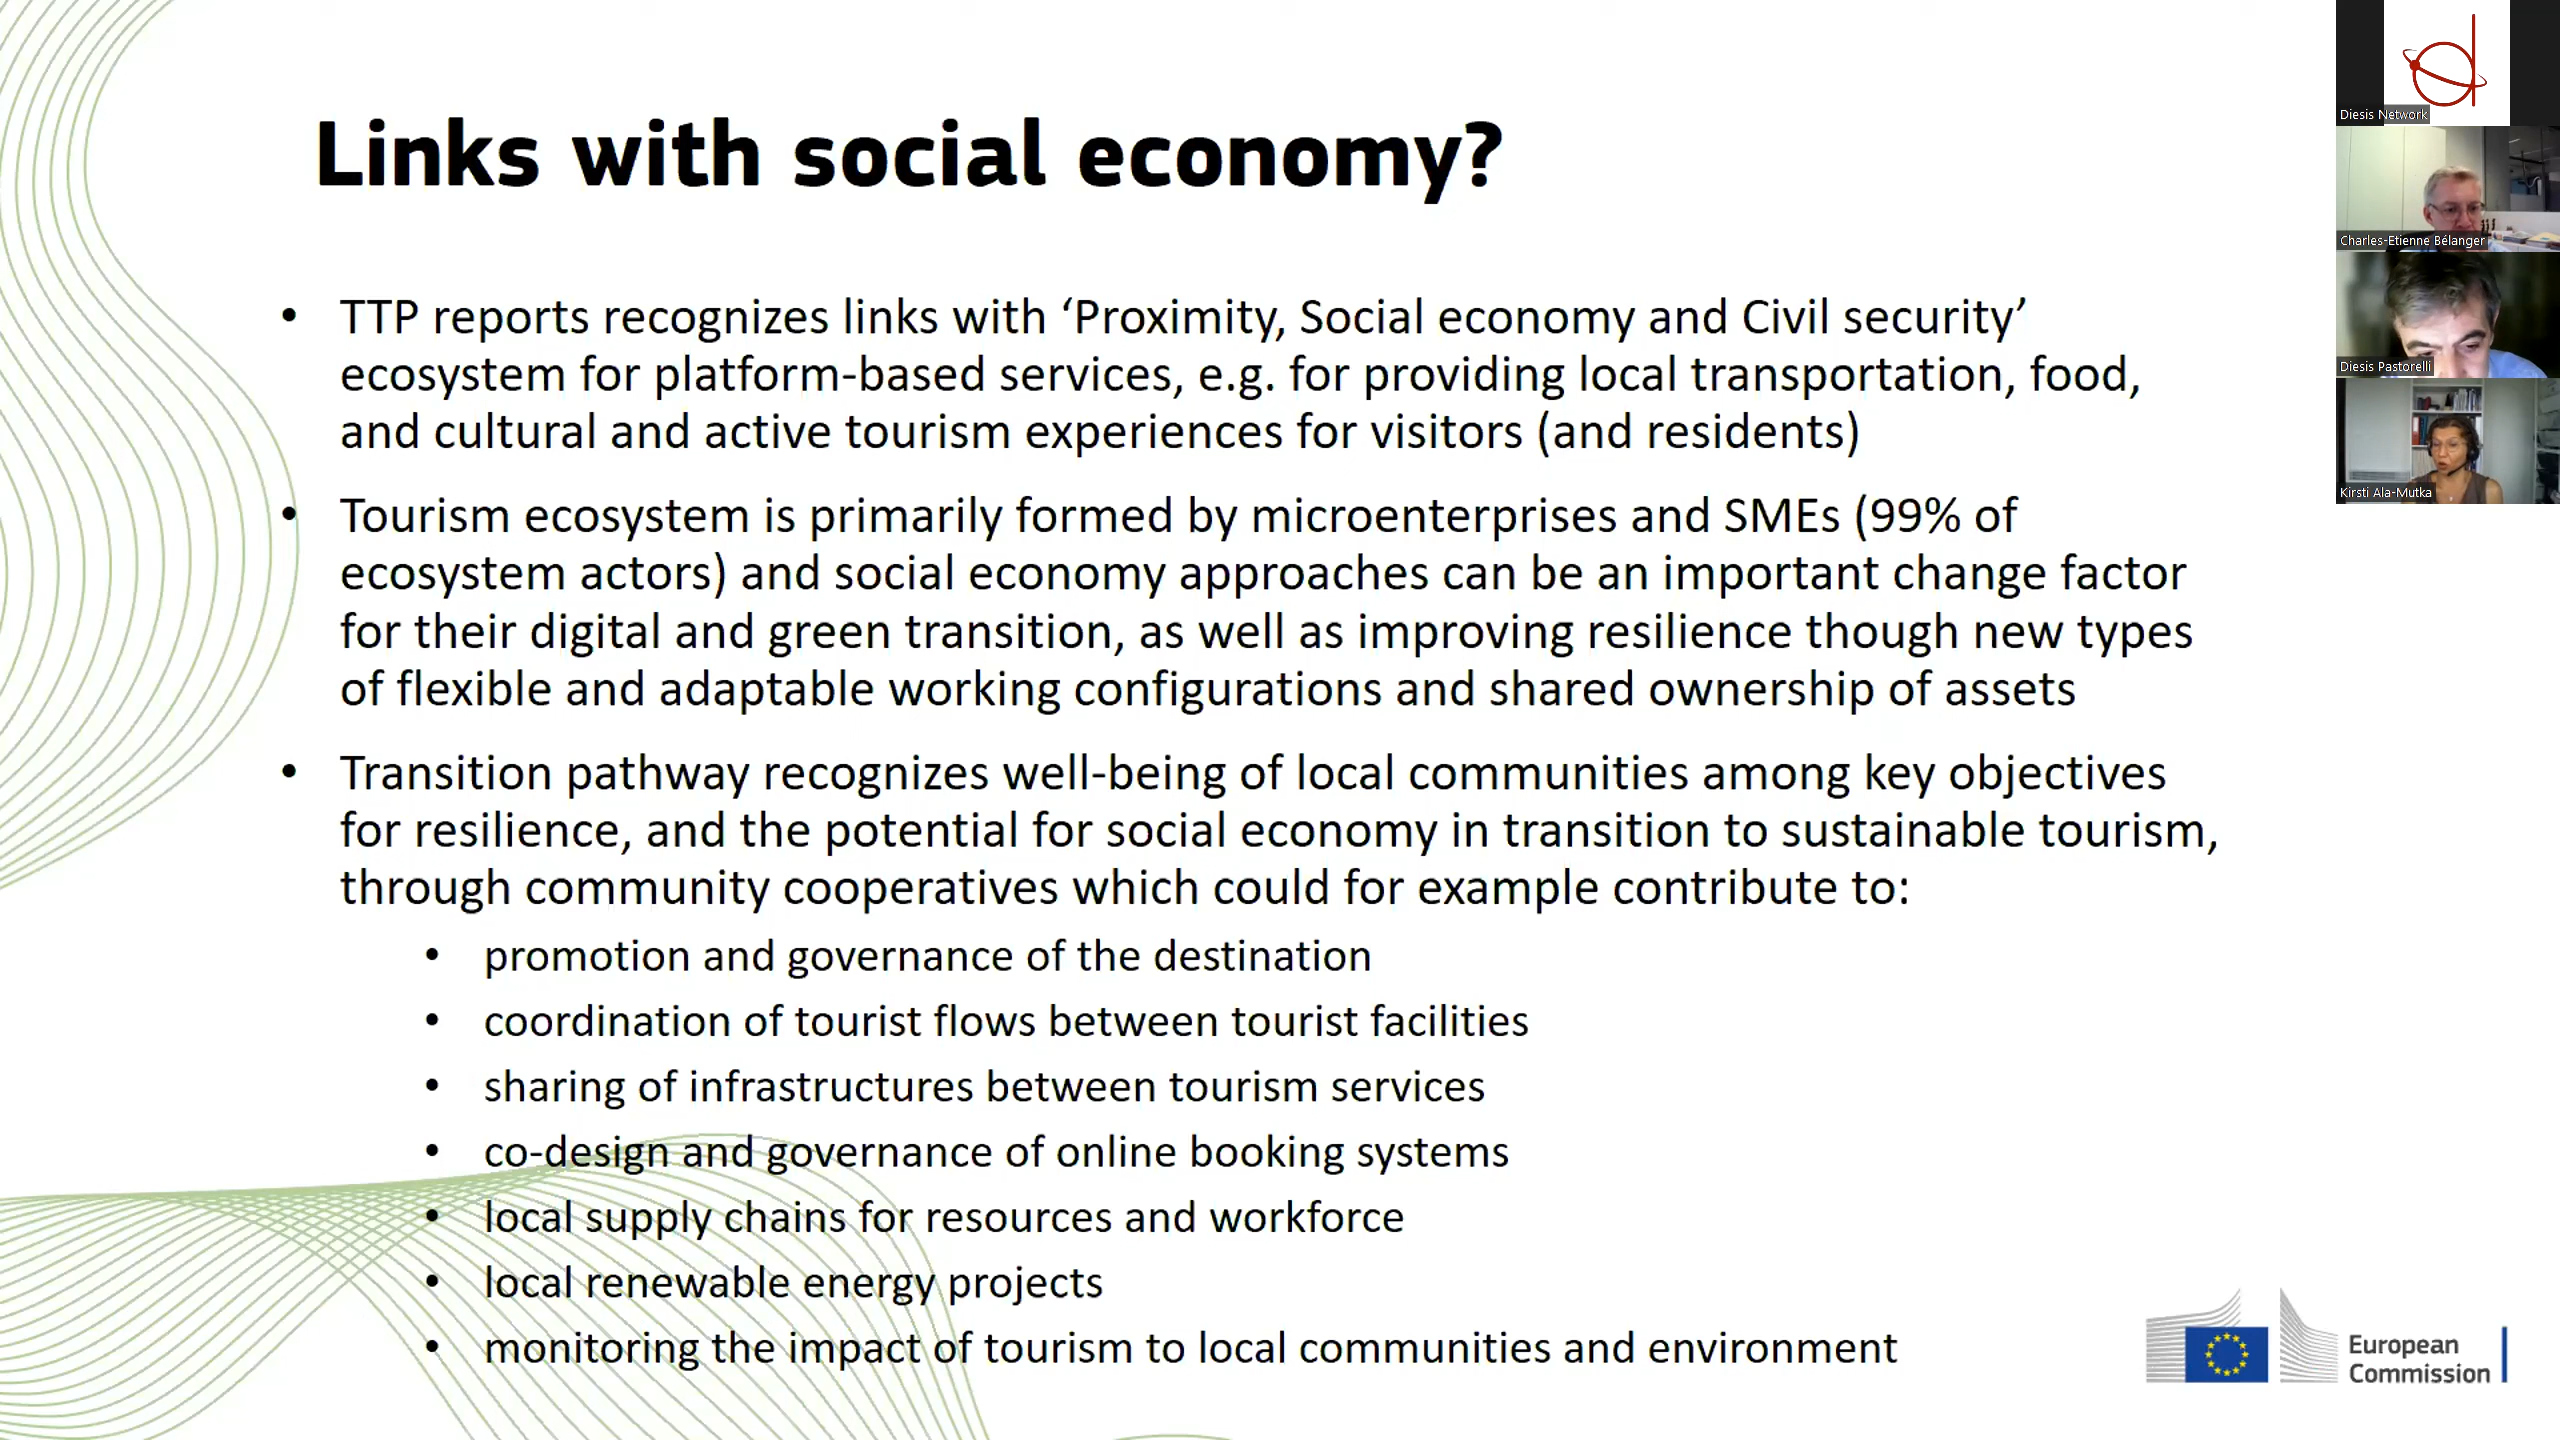 Links with social economy?
• TTP reports recognizes links with ‘Proximity, Social economy and Civil security’
ecosystem for platform-based services, e.g. for providing local transportation, food,
and cultural and active tourism experiences for visitors (and residents)
• Tourism ecosystem is primarily formed by microenterprises and SMEs (99% of
ecosystem actors) and social economy approaches can be an important change factor
for their digital and green transition, as well as improving resilience though new types
of flexible and adaptable working configurations and shared ownership of assets
• Transition pathway recognizes well-being of local communities among key objectives
for resilience, and the potential for social economy in transition to sustainable tourism,
through community cooperatives which could for example contribute to:
• promotion and governance of the destination
• coordination of tourist flows between tourist facilities
• sharing of infrastructures between tourism services
• co-design and governance of online booking systems
• local supply chains for resources and workforce
• local renewable energy projects
• monitoring the impact of tourism to local communities and environment
European
Commission
Diesis Network
Charles-Etienne Bélanger
Diesis Pastorelli
Kirsti Ala-Mutka